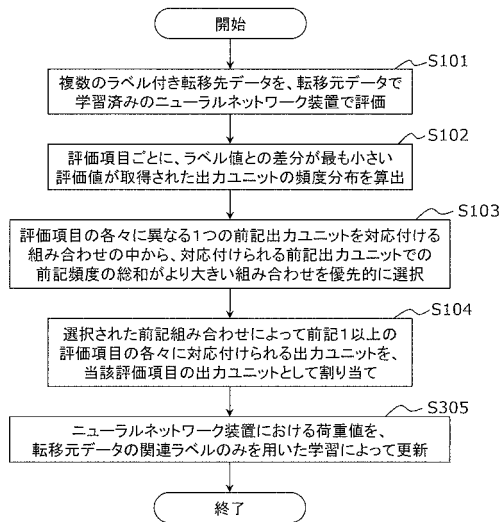 開始
S101
複数のラベル付き転移先データを、転移元データで
学習済みのニューラルネットワーク装置で評価
S102
評価項目ごとに、ラベル値との差分が最も小さい
評価値が取得された出力ユニットの頻度分布を算出
S103
評価項目の各々に異なる1つの前記出力ユニットを対応付ける
組み合わせの中から、対応付けられる前記出力ユニットでの
前記頻度の総和がより大きい組み合わせを優先的に選択
S104
選択された前記組み合わせによって前記1以上の
評価項目の各々に対応付けられる出力ユニットを、
当該評価項目の出力ユニットとして割り当て
S305
ニューラルネットワーク装置における荷重値を、
転移元データの関連ラベルのみを用いた学習によって更新
終了